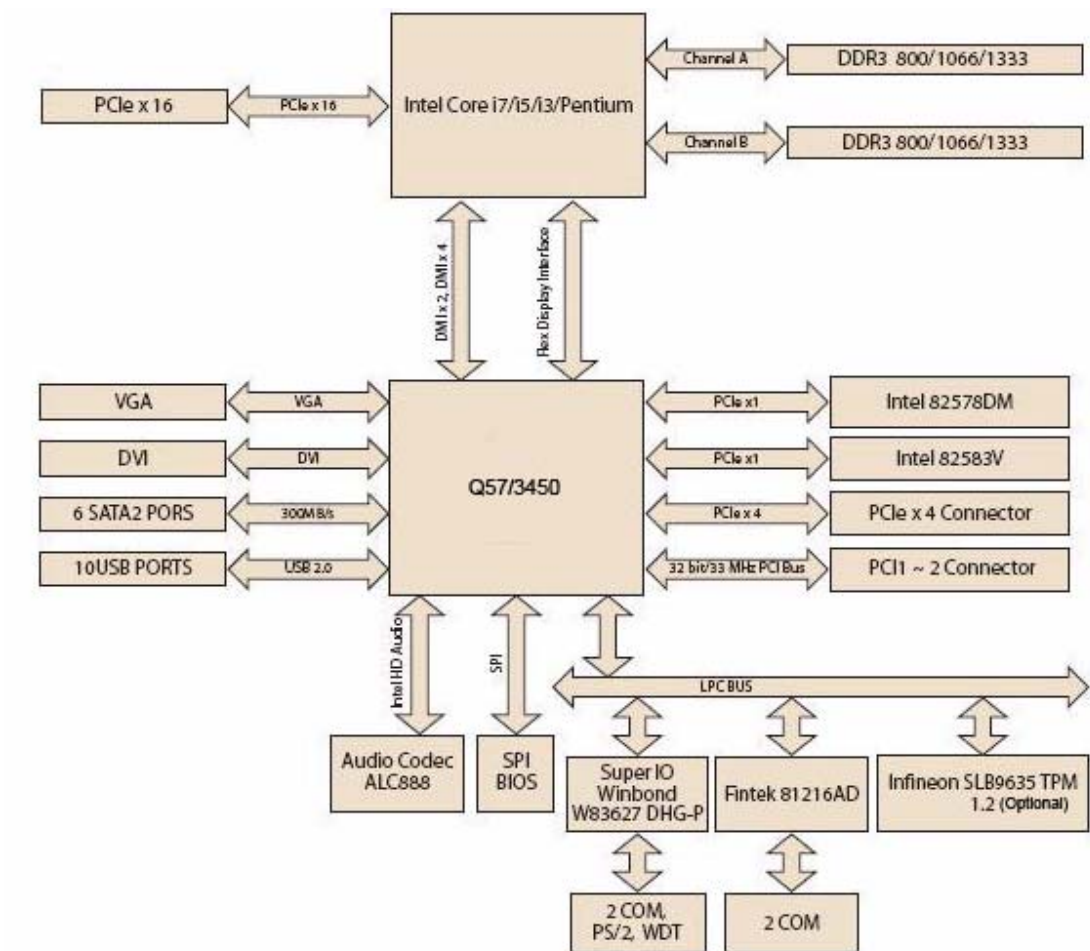 Channel A
DDR3 800/1066/1333
PCIe x 16
PCIe x 16
Intel Core i7/i5/i3/Pentium
Channel B
DDR3 800/1066/1333
DMI x 2, DMI x 4
Flex Display Interface
VGA
VGA
PCIe x1
Intel 82578DM
DVI
DVI
PCIe x1
Intel 82583V
Q57/3450
6 SATA2 PORS
300MB/s
PCIe x 4
PCIe x 4 Connector
10USB PORTS
USB 2.0
32 bit/33 MHz PCI Bus
PCI1 ~ 2 Connector
Intel HD Audio
SPI
LPC BUS
Audio Codec
ALC888
SPI
BIOS
Super IO
Winbond
W83627 DHG-P
Fintek 81216AD
Infineon SLB9635 TPM
1.2 (Optional)
2 COM,
PS/2, WDT
2 COM